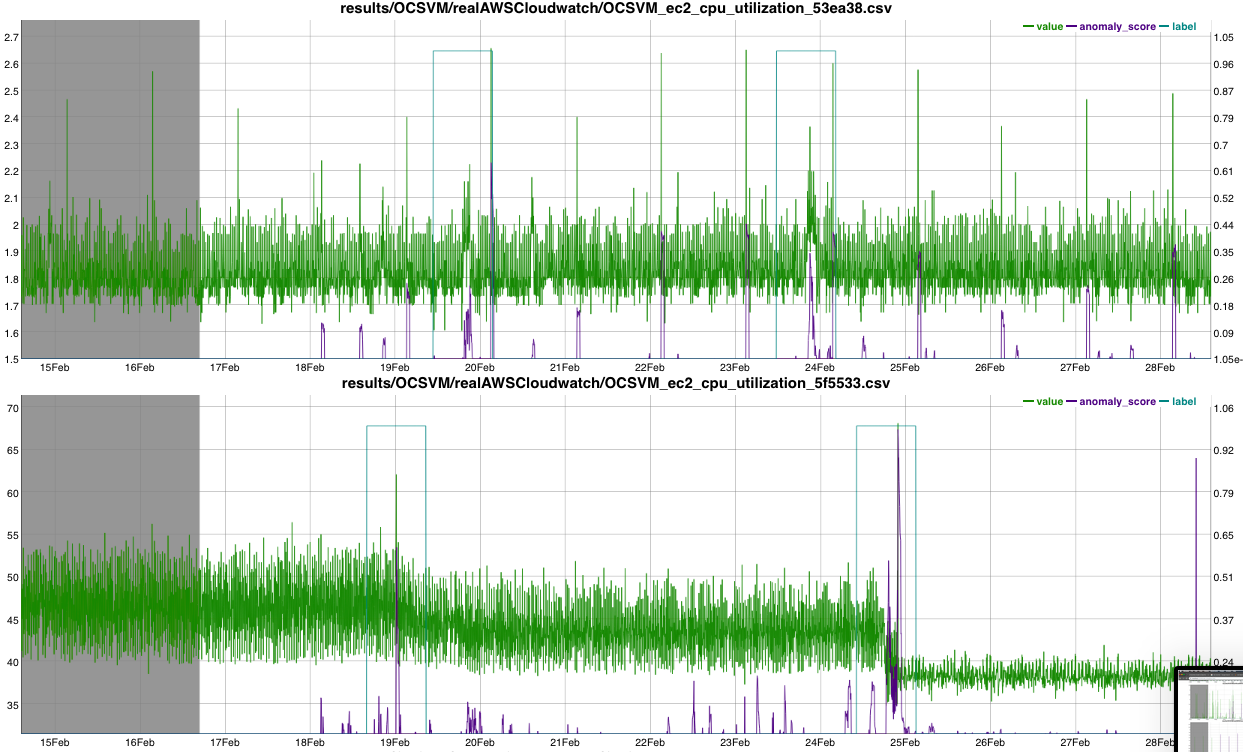 results/OCSVM/realAWSCloudwatch/OCSVM_ec2_cpu_utilization_53ea38.csv
value anomaly_score label
2.7 1.05
2.6 0.96
2.5 0.87
2.4 0.79
2.3 0.7
2.2 0.61
2.1 0.52
2 0.44
1.9 0.35
1.8 0.26
1.7 0.18
1.6 0.09
1.5 1.05e-
15Feb 16Feb 17Feb 18Feb 19Feb 20Feb 21Feb 22Feb 23Feb 24Feb 25Feb 26Feb 27Feb 28Feb
results/OCSVM/realAWSCloudwatch/OCSVM_ec2_cpu_utilization_5f5533.csv
value anomaly_score label
70 1.06
65 0.92
60 0.79
55 0.65
50 0.51
45 0.37
40 0.24
35
15Feb 16Feb 17Feb 18Feb 19Feb 20Feb 21Feb 22Feb 23Feb 24Feb 25Feb 26Feb 27Feb 28Feb